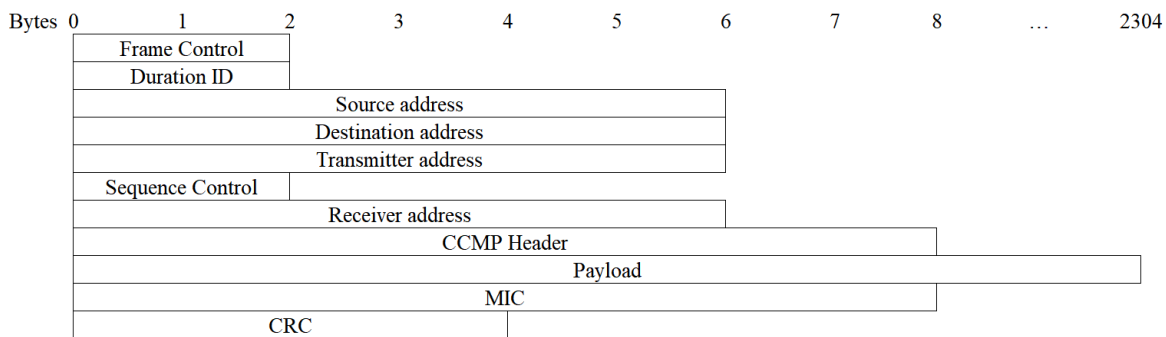 Bytes 0 1 2 3 4 5 6 7 8 … 2304
Frame Control
Duration ID
Source address
Destination address
Transmitter address
Sequence Control
Receiver address
CCMP Header
Payload
MIC
CRC